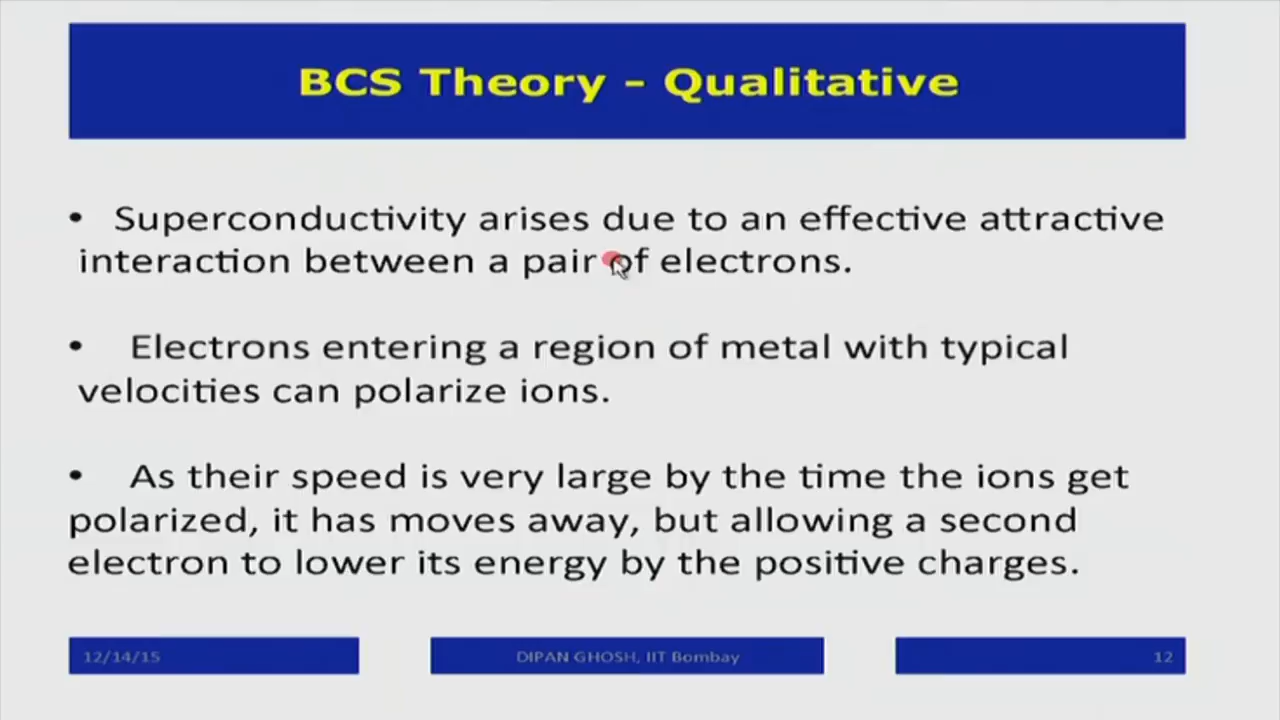 BCS Theory – Qualitative
• Superconductivity arises due to an effective attractive
interaction between a pair of electrons.
• Electrons entering a region of metal with typical
velocities can polarize ions.
• As their speed is very large by the time the ions get
polarized, it has moves away, but allowing a second
electron to lower its energy by the positive charges.
12/14/15
DIPAN GHOSH, IIT Bombay
12